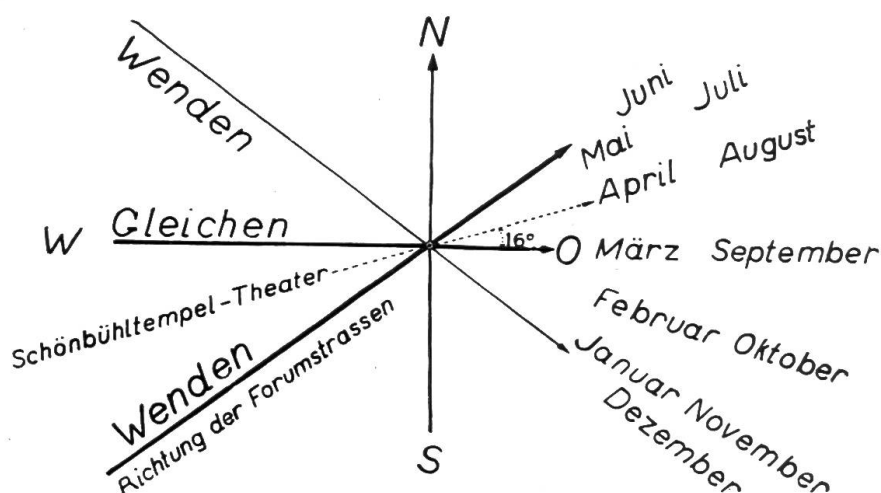 N
Wenden
Juni Juli
Mai
April August
W Gleichen
16°
O März September
Schönbühltempel-Theater
Februar Oktober
Wenden
Richtung der Forumstrassen
Januar November
Dezember
S